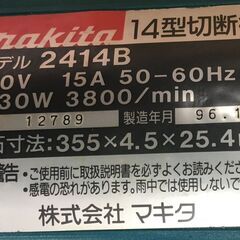 makita 14型切断
デル 2414B
0V 15A 50-60Hz
30W 3800/min
12789 製造年月 96.1
石寸法:355×4.5×25.4
・ご使用前に取扱説明書を必ずよくお読みください
・感電の恐れがあります。雨中では使用しないで
株式会社 マキタ